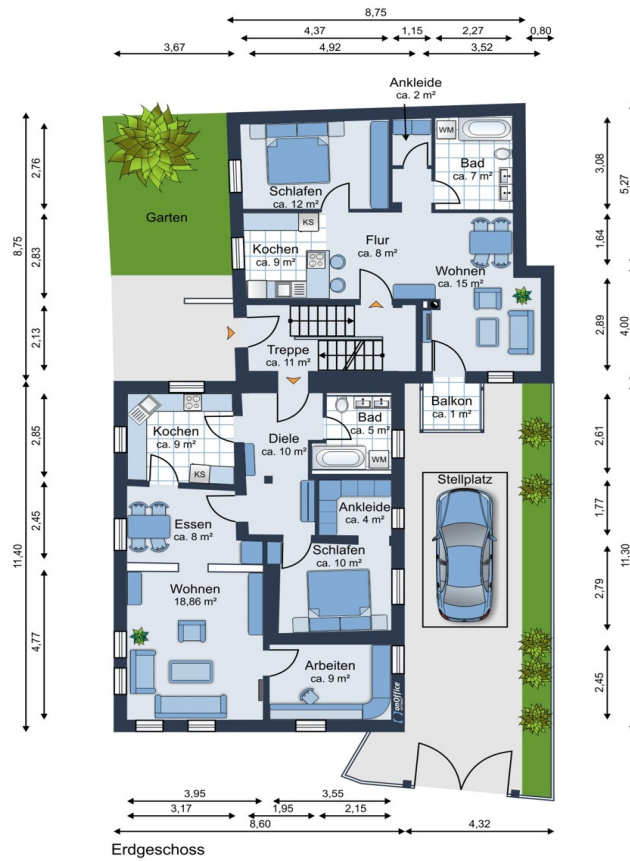 8,75
4,37
1,15
2,27
0,80
3,67
4,92
3,52
Ankleide
ca. 2 m²
WM
Bad
ca. 7 m²
Schlafen
ca. 12 m²
Garten
KS
Kochen
ca. 9 m²
Flur
ca. 8 m²
Wohnen
ca. 15 m²
Treppe
ca. 11 m²
Balkon
ca. 1 m²
2,76
8,75
2,83
2,13
3,08
5,27
1,64
2,89
4,00
Kochen
ca. 9 m²
KS
Diele
ca. 10 m²
Bad
ca. 5 m²
WM
Stellplatz
Essen
ca. 8 m²
Ankleide
ca. 4 m²
Schlafen
ca. 10 m²
Wohnen
18,86 m²
Arbeiten
ca. 9 m²
onOffice
2,85
2,45
11,40
4,77
2,61
1,77
2,79
11,30
2,45
3,95
3,55
3,17
1,95
2,15
8,60
4,32
Erdgeschoss